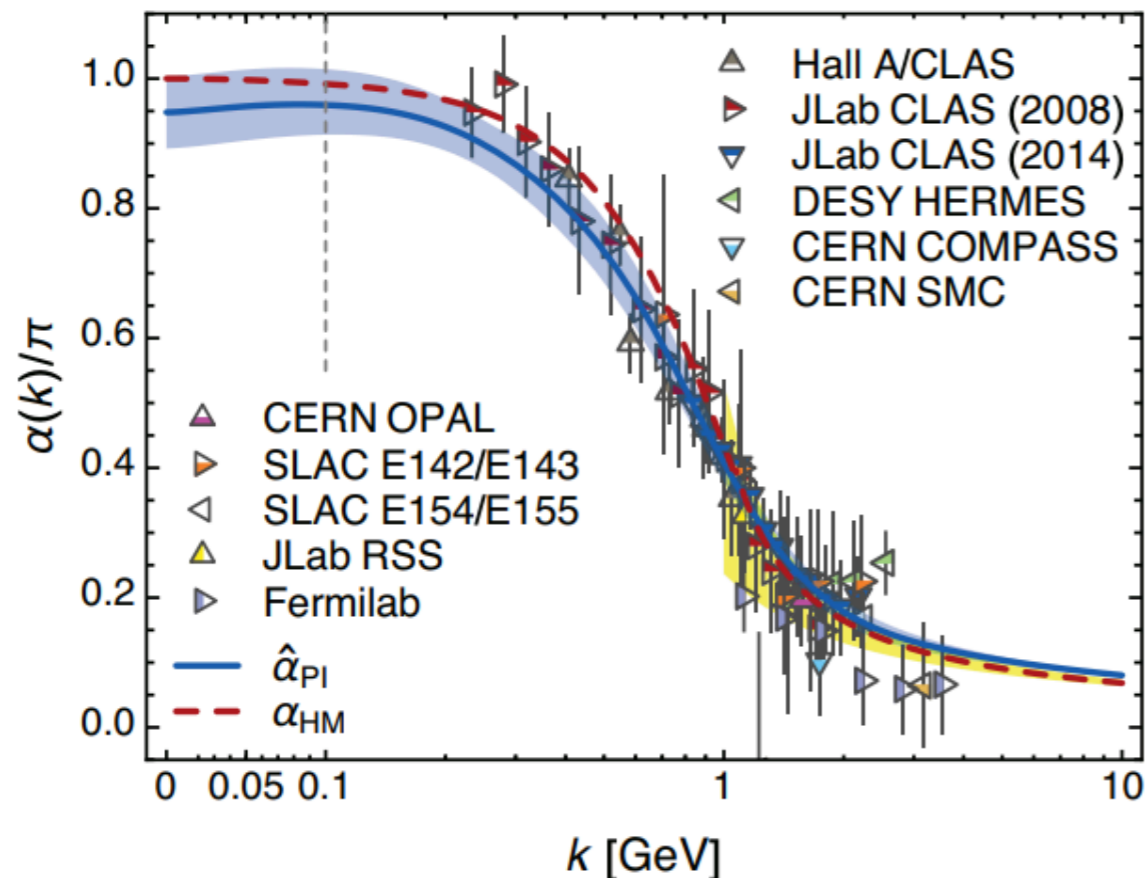 1.0
0.8
0.6
0.4
0.2
0.0
α(k)/π
Hall A/CLAS
JLab CLAS (2008)
JLab CLAS (2014)
DESY HERMES
CERN COMPASS
CERN SMC
CERN OPAL
SLAC E142/E143
SLAC E154/E155
JLab RSS
Fermilab
α̂PI
αHM
0 0.05 0.1 1 10
k [GeV]